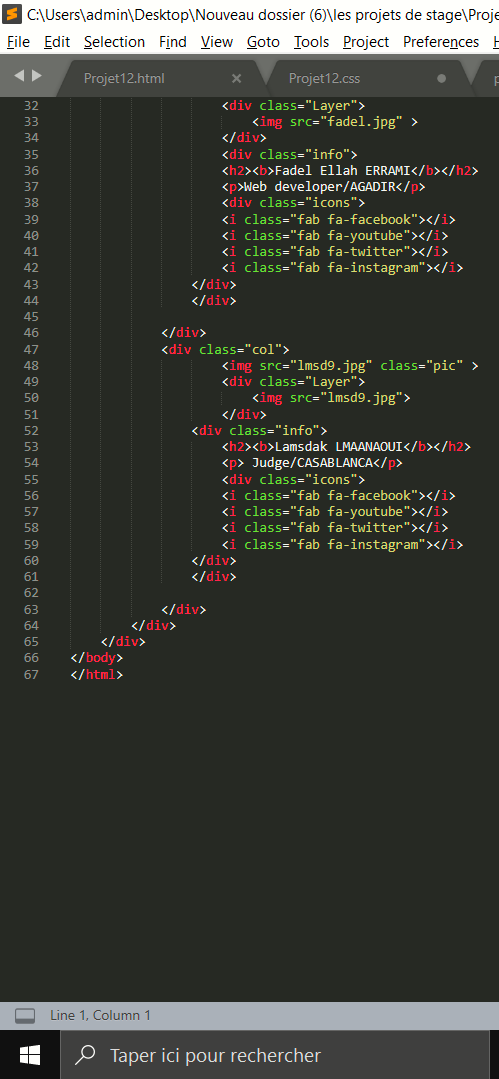 C:\Users\admin\Desktop\Nouveau dossier (6)\les projets de stage\Proje
File Edit Selection Find View Goto Tools Project Preferences H
Projet12.html × Projet12.css p
32 <div class="Layer">
33 <img src="fadel.jpg" >
34 </div>
35 <div class="info">
36 <h2><b>Fadel Ellah ERRAMI</b></h2>
37 <p>Web developer/AGADIR</p>
38 <div class="icons">
39 <i class="fab fa-facebook"></i>
40 <i class="fab fa-youtube"></i>
41 <i class="fab fa-twitter"></i>
42 <i class="fab fa-instagram"></i>
43 </div>
44 </div>
45
46 </div>
47 <div class="col">
48 <img src="lmsd9.jpg" class="pic" >
49 <div class="Layer">
50 <img src="lmsd9.jpg">
51 </div>
52 <div class="info">
53 <h2><b>Lamsdak LMAANAOUI</b></h2>
54 <p> Judge/CASABLANCA</p>
55 <div class="icons">
56 <i class="fab fa-facebook"></i>
57 <i class="fab fa-youtube"></i>
58 <i class="fab fa-twitter"></i>
59 <i class="fab fa-instagram"></i>
60 </div>
61 </div>
62
63 </div>
64 </div>
65 </div>
66 </body>
67 </html>
Line 1, Column 1
Taper ici pour rechercher